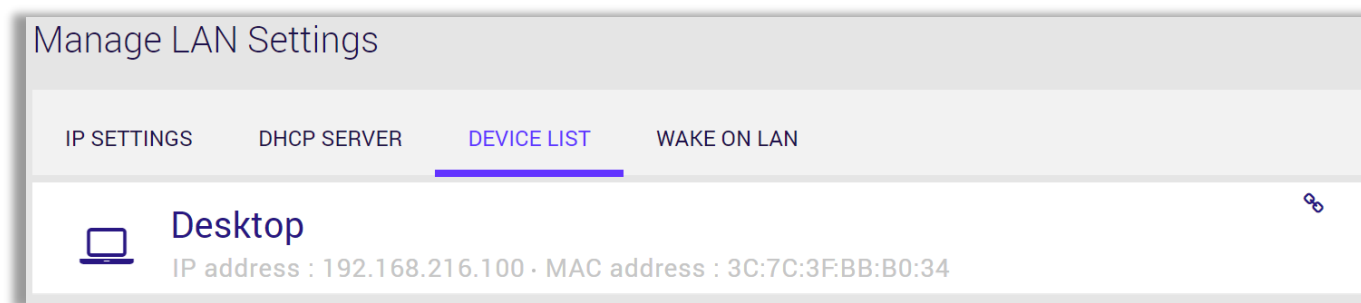 Manage LAN Settings
IP SETTINGS DHCP SERVER DEVICE LIST WAKE ON LAN
Desktop
IP address : 192.168.216.100 · MAC address : 3C:7C:3F:BB:B0:34